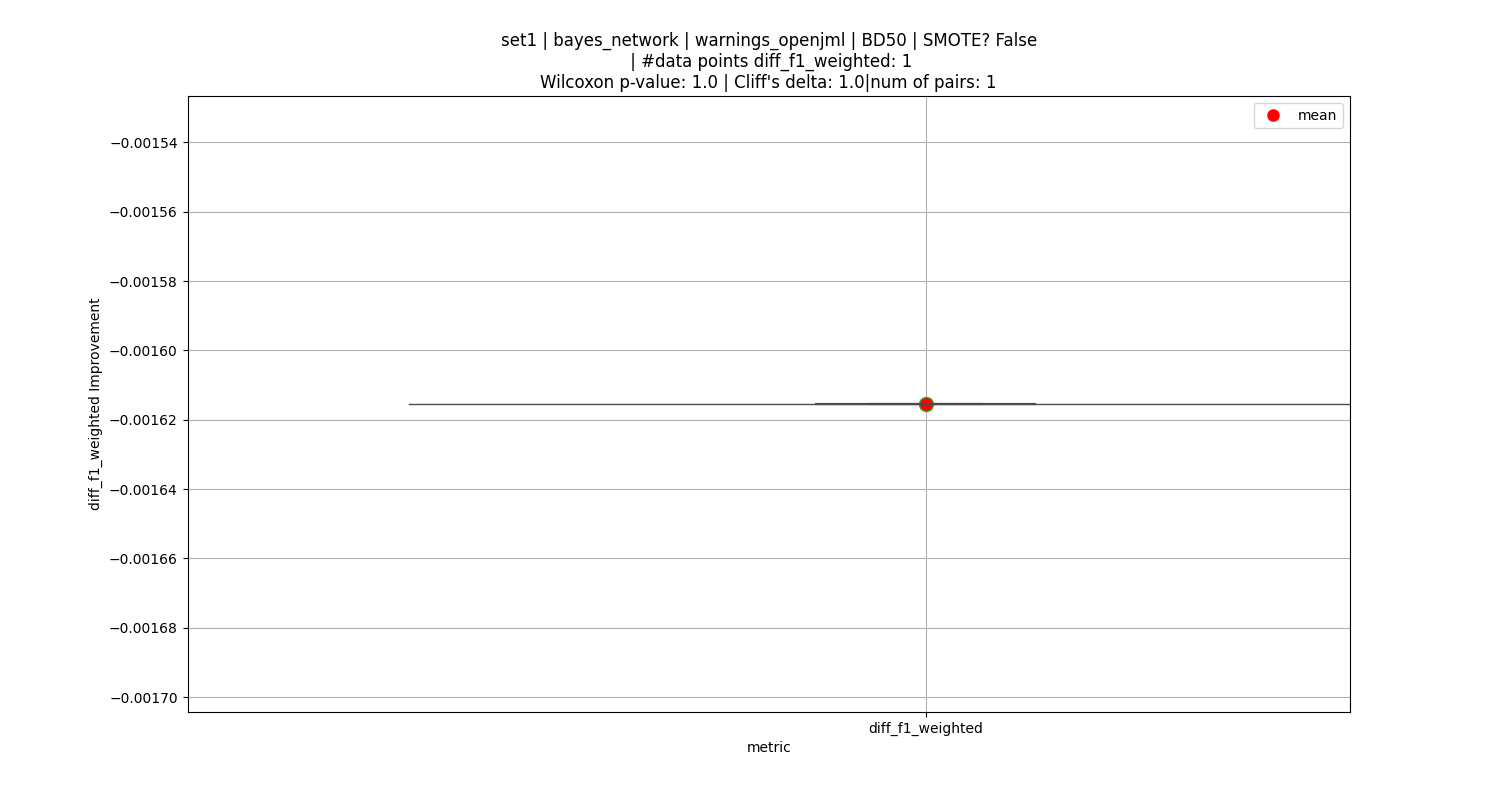 set1 | bayes_network | warnings_openjml | BD50 | SMOTE? False
| #data points diff_f1_weighted: 1
Wilcoxon p-value: 1.0 | Cliff's delta: 1.0|num of pairs: 1
mean
−0.00154
−0.00156
−0.00158
−0.00160
−0.00162
−0.00164
−0.00166
−0.00168
−0.00170
diff_f1_weighted Improvement
diff_f1_weighted
metric